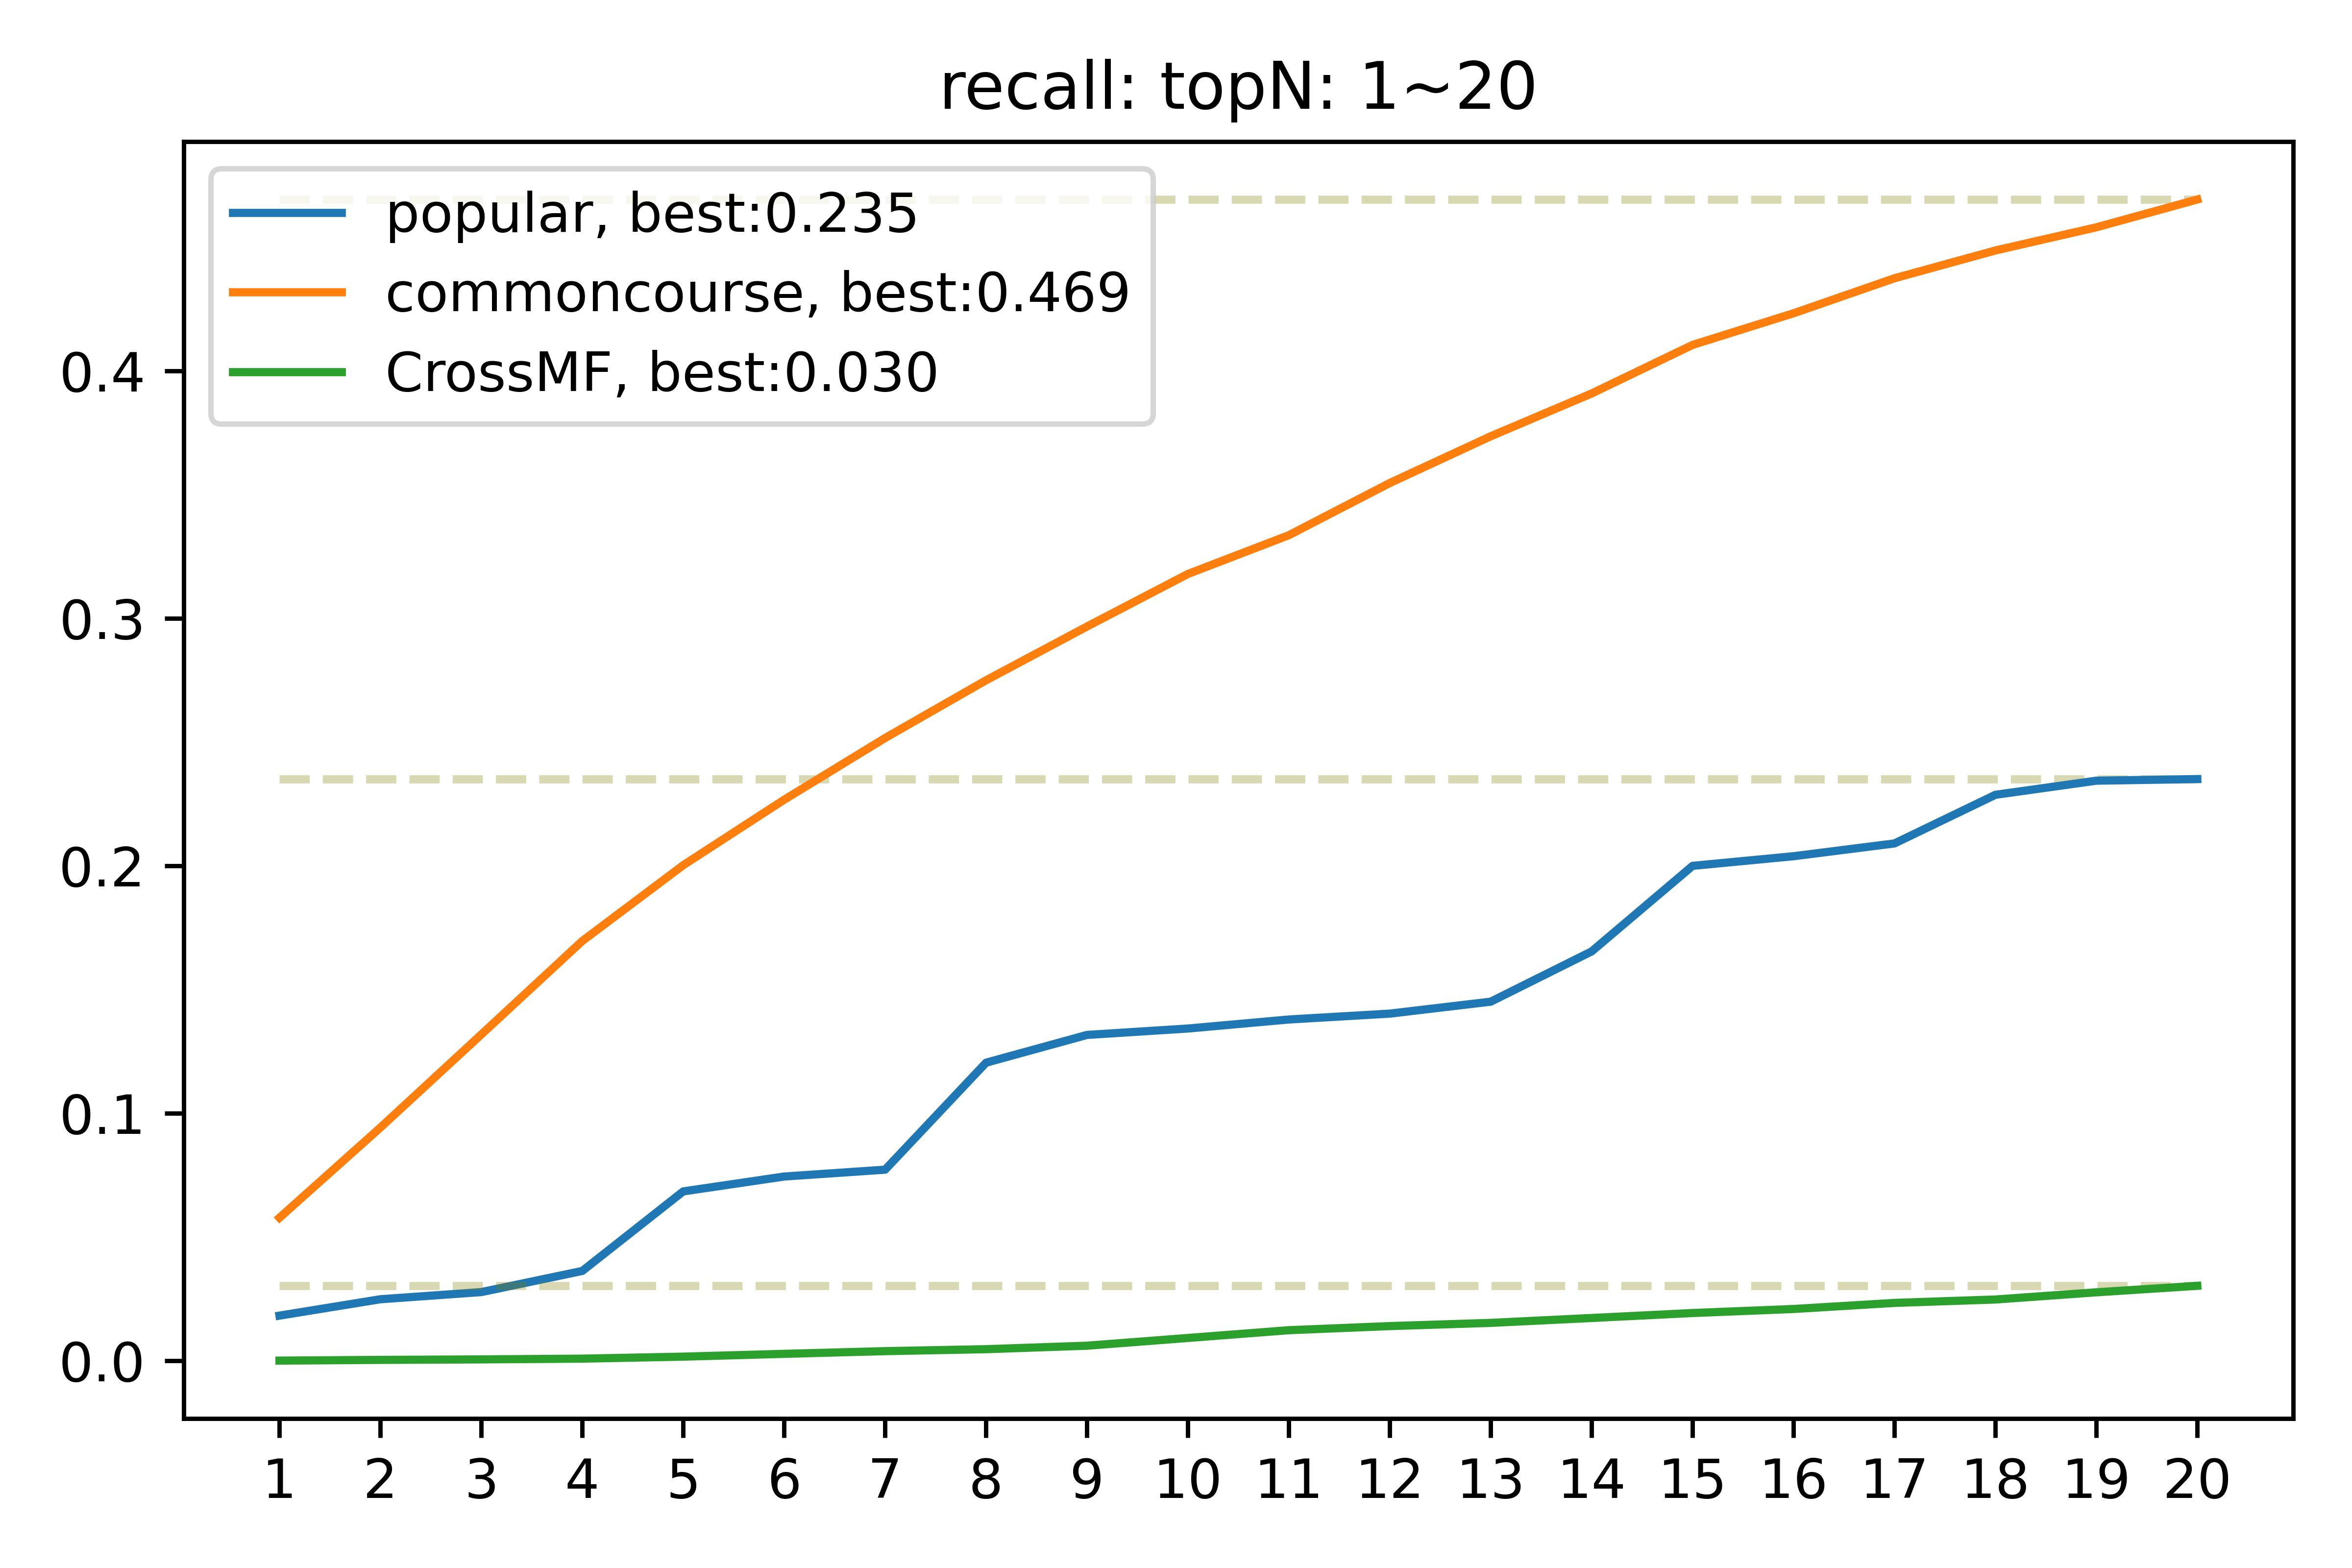 recall: topN: 1~20
popular, best:0.235
commoncourse, best:0.469
CrossMF, best:0.030
0.4
0.3
0.2
0.1
0.0
1 2 3 4 5 6 7 8 9 10 11 12 13 14 15 16 17 18 19 20